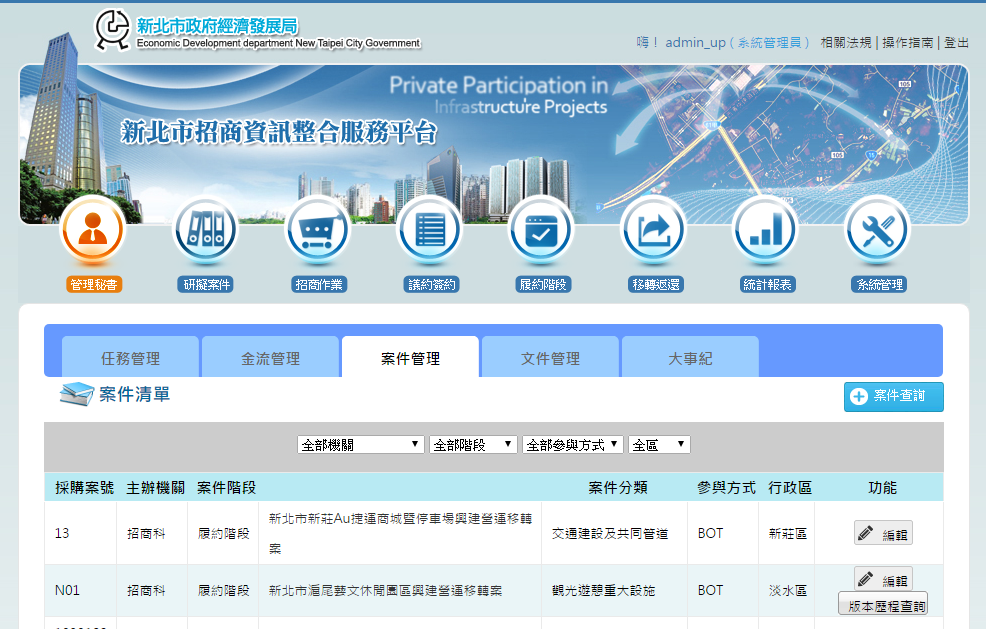 新北市政府經濟發展局
Economic Development department New Taipei City Government
嗨！ admin_up ( 系統管理員 ) 相關法規 | 操作指南 | 登出
Private Participation in
Infrastructure Projects
新北市招商資訊整合服務平台
105
105
管理秘書 研擬案件 招商作業 議約簽約 履約階段 移轉返還 統計報表 系統管理
任務管理 金流管理 案件管理 文件管理 大事紀
案件清單 案件查詢
全部機關 全部階段 全部參與方式 全區
採購案號 主辦機關 案件階段 案件分類 參與方式 行政區 功能
13 招商科 履約階段 新北市新莊Au捷運商城暨停車場興建營運移轉案 交通建設及共同管道 BOT 新莊區 編輯
N01 招商科 履約階段 新北市滬尾藝文休閒園區興建營運移轉案 觀光遊憩重大設施 BOT 淡水區 編輯
版本歷程查詢